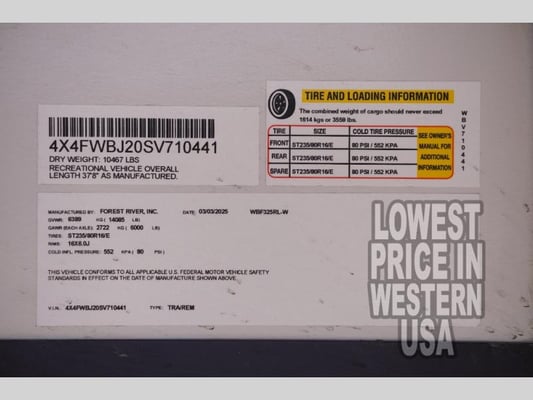 4X4FWBJ20SV710441
DRY WEIGHT: 10467 LBS
RECREATIONAL VEHICLE OVERALL
LENGTH 37'8" AS MANUFACTURED.
TIRE AND LOADING INFORMATION
The combined weight of cargo should never exceed
1614 kgs or 3558 lbs.
TIRE SIZE COLD TIRE PRESSURE
FRONT ST235/80R16/E 80 PSI / 552 KPA
REAR ST235/80R16/E 80 PSI / 552 KPA
SPARE ST235/80R16/E 80 PSI / 552 KPA
SEE OWNER'S
MANUAL FOR
ADDITIONAL
INFORMATION
WBV710441
MANUFACTURED BY: FOREST RIVER, INC. DATE: 03/03/2025 WBF325RL-W
GVWR: 6389 KG ( 14085 LB)
GAWR (EACH AXLE): 2722 KG ( 6000 LB)
TIRES: ST235/80R16/E
RIMS: 16X6.0J
COLD INFL. PRESSURE: 552 KPA ( 80 PSI)
THIS VEHICLE CONFORMS TO ALL APPLICABLE U.S. FEDERAL MOTOR VEHICLE SAFETY
STANDARDS IN EFFECT ON THE DATE OF MANUFACTURE SHOWN ABOVE.
V.I.N.: 4X4FWBJ20SV710441 TYPE: TRA/REM
LOWEST
PRICE IN
WESTERN
USA